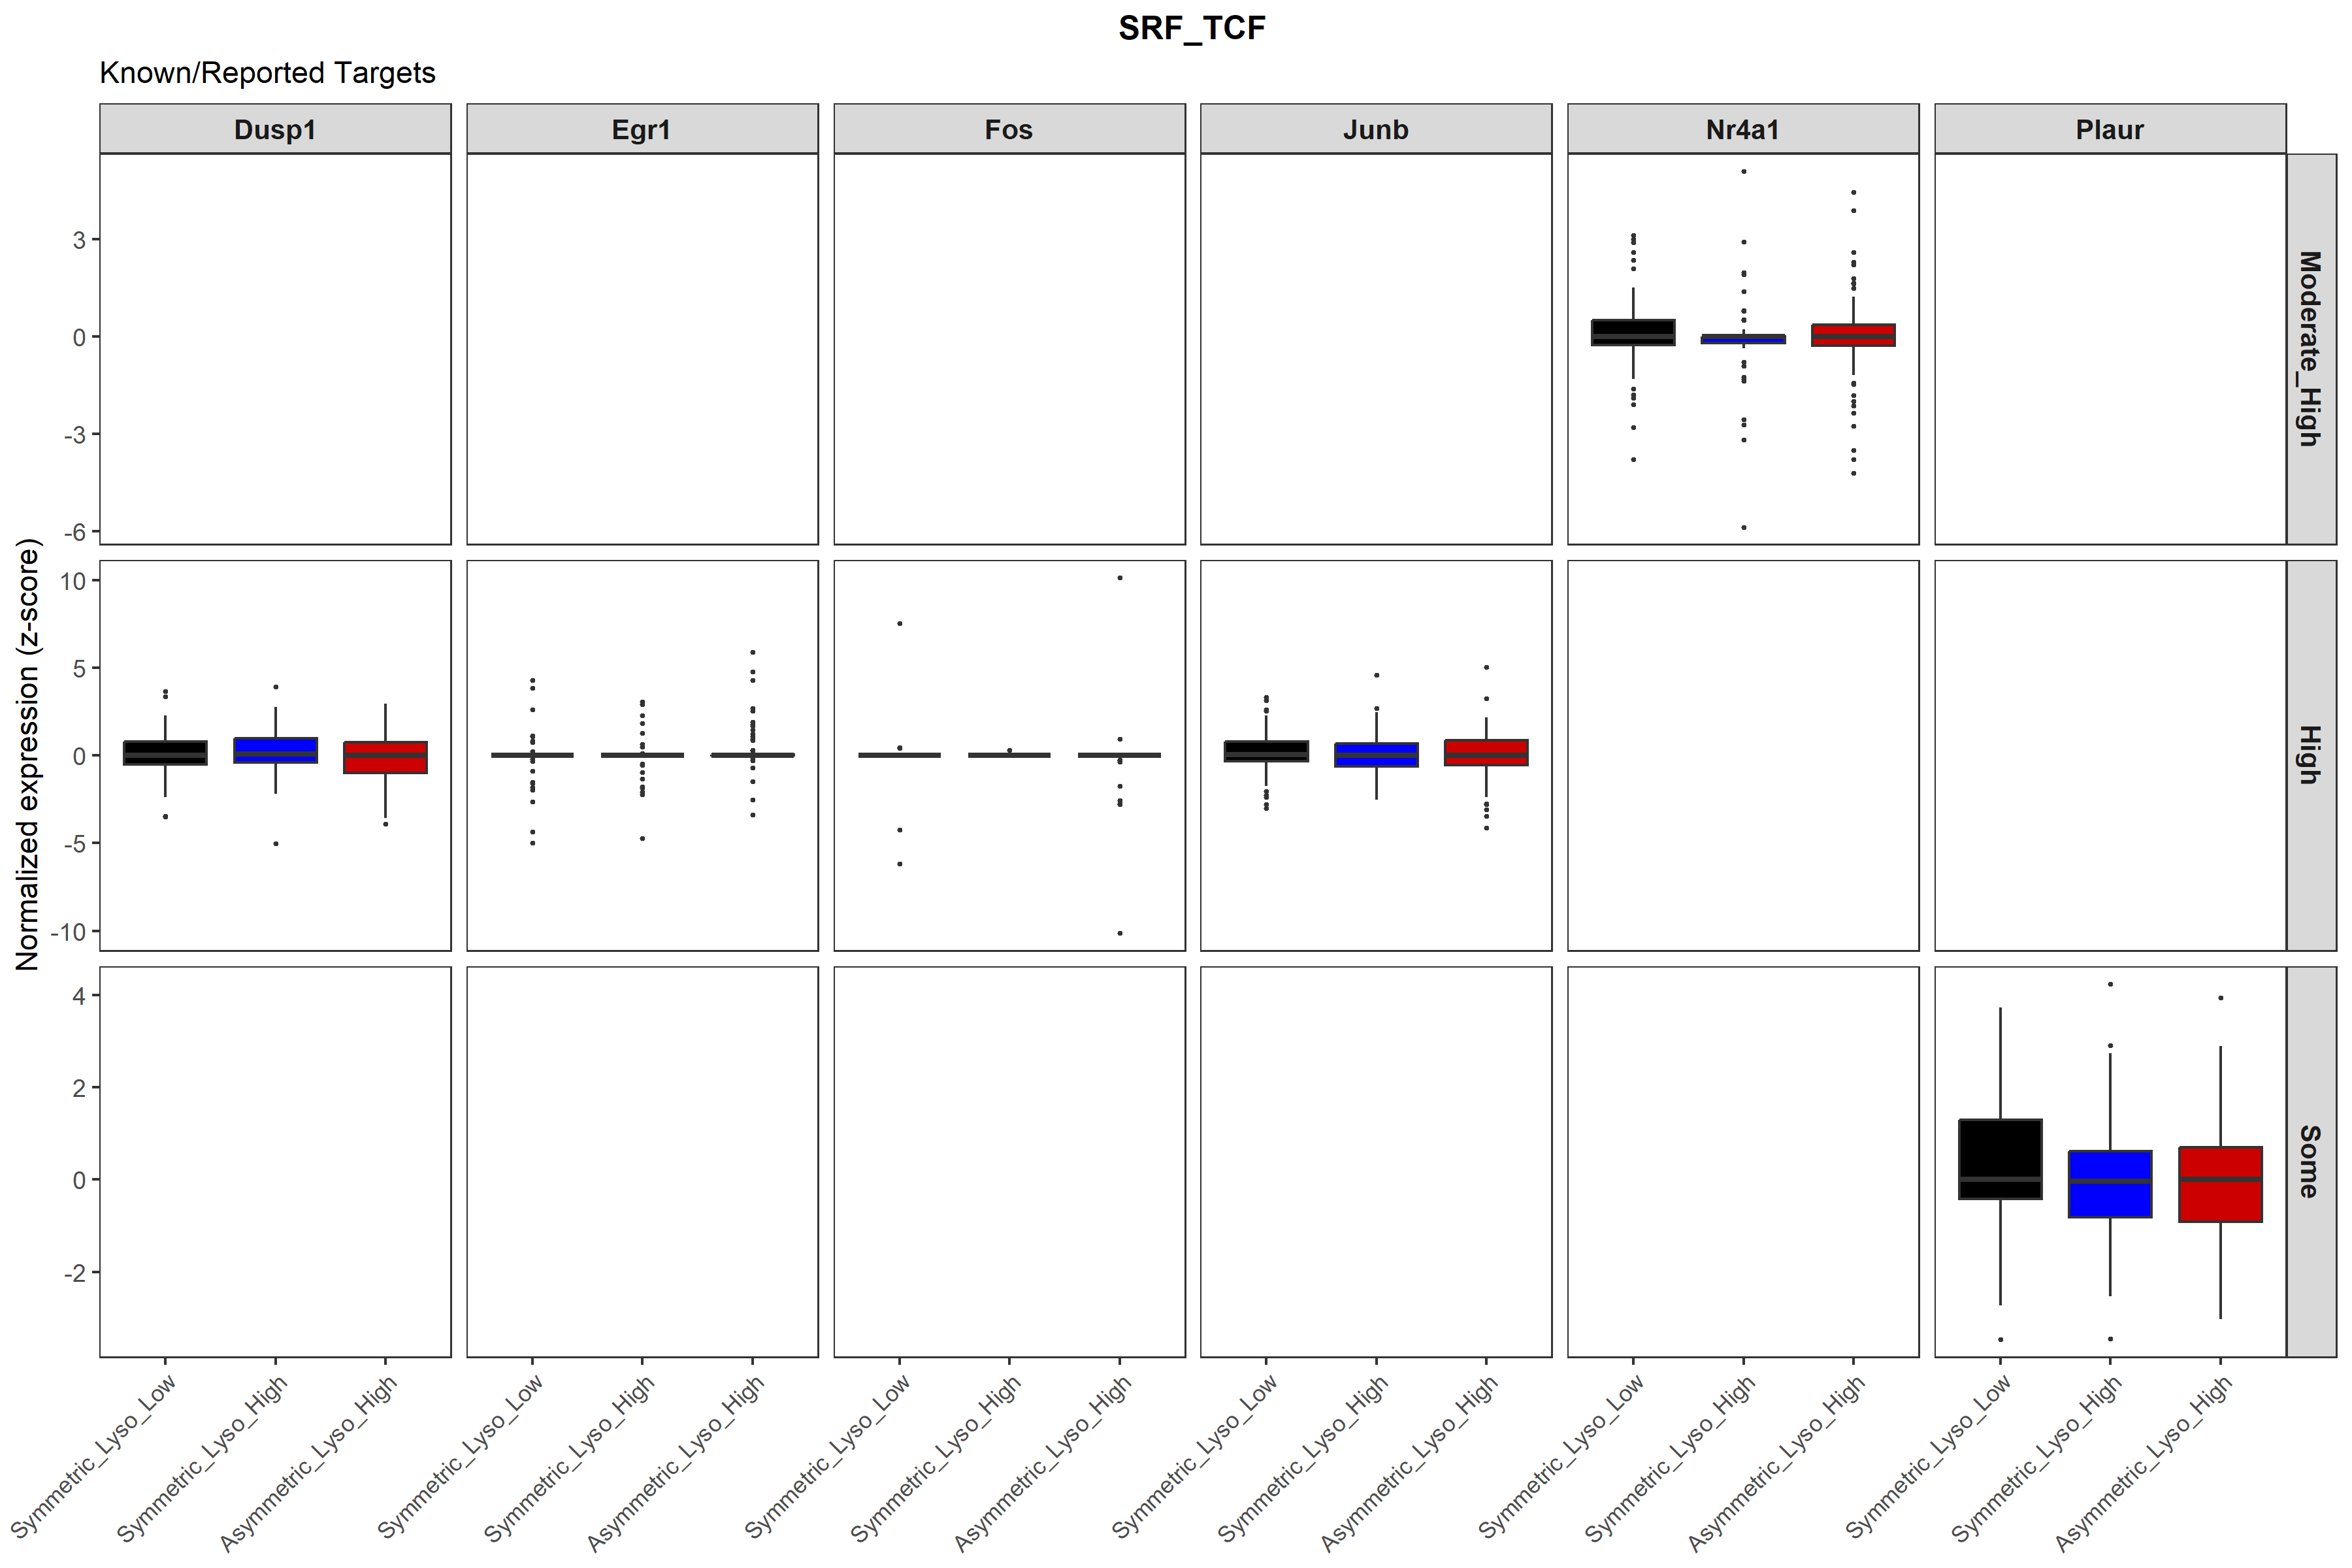 SRF_TCF
Known/Reported Targets
Dusp1 Egr1 Fos Junb Nr4a1 Plaur
Normalized expression (z-score)
3
0
-3
-6
Moderate_High
10
5
0
-5
-10
High
4
2
0
-2
Some
Symmetric_Lyso_Low Symmetric_Lyso_High Asymmetric_Lyso_High Symmetric_Lyso_Low Symmetric_Lyso_High Asymmetric_Lyso_High Symmetric_Lyso_Low Symmetric_Lyso_High Asymmetric_Lyso_High Symmetric_Lyso_Low Symmetric_Lyso_High Asymmetric_Lyso_High Symmetric_Lyso_Low Symmetric_Lyso_High Asymmetric_Lyso_High Symmetric_Lyso_Low Symmetric_Lyso_High Asymmetric_Lyso_High